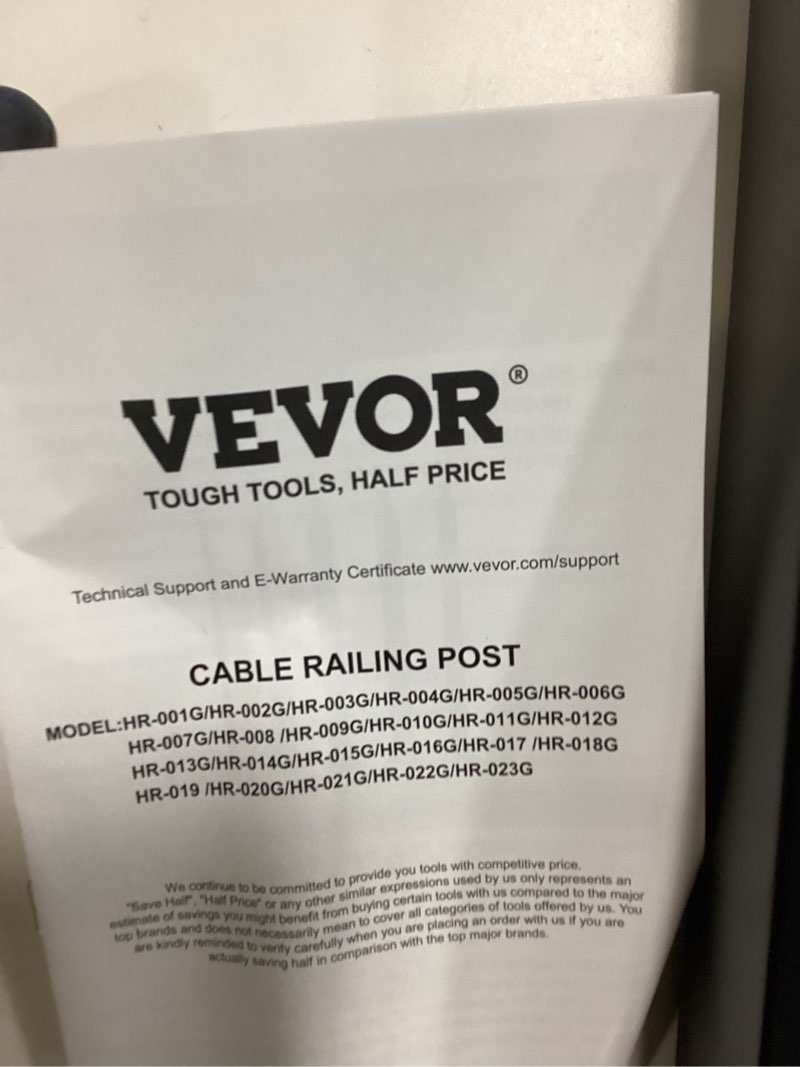 VEVOR®
TOUGH TOOLS, HALF PRICE
Technical Support and E-Warranty Certificate www.vevor.com/support
CABLE RAILING POST
MODEL:HR-001G/HR-002G/HR-003G/HR-004G/HR-005G/HR-006G
HR-007G/HR-008 /HR-009G/HR-010G/HR-011G/HR-012G
HR-013G/HR-014G/HR-015G/HR-016G/HR-017 /HR-018G
HR-019 /HR-020G/HR-021G/HR-022G/HR-023G
We continue to be committed to provide you tools with competitive price.
"Save Half", "Half Price" or any other similar expressions used by us only represents an
estimate of savings you might benefit from buying certain tools with us compared to the major
top brands and does not necessarily mean to cover all categories of tools offered by us. You
are kindly reminded to verify carefully when you are placing an order with us if you are
actually saving half in comparison with the top major brands.